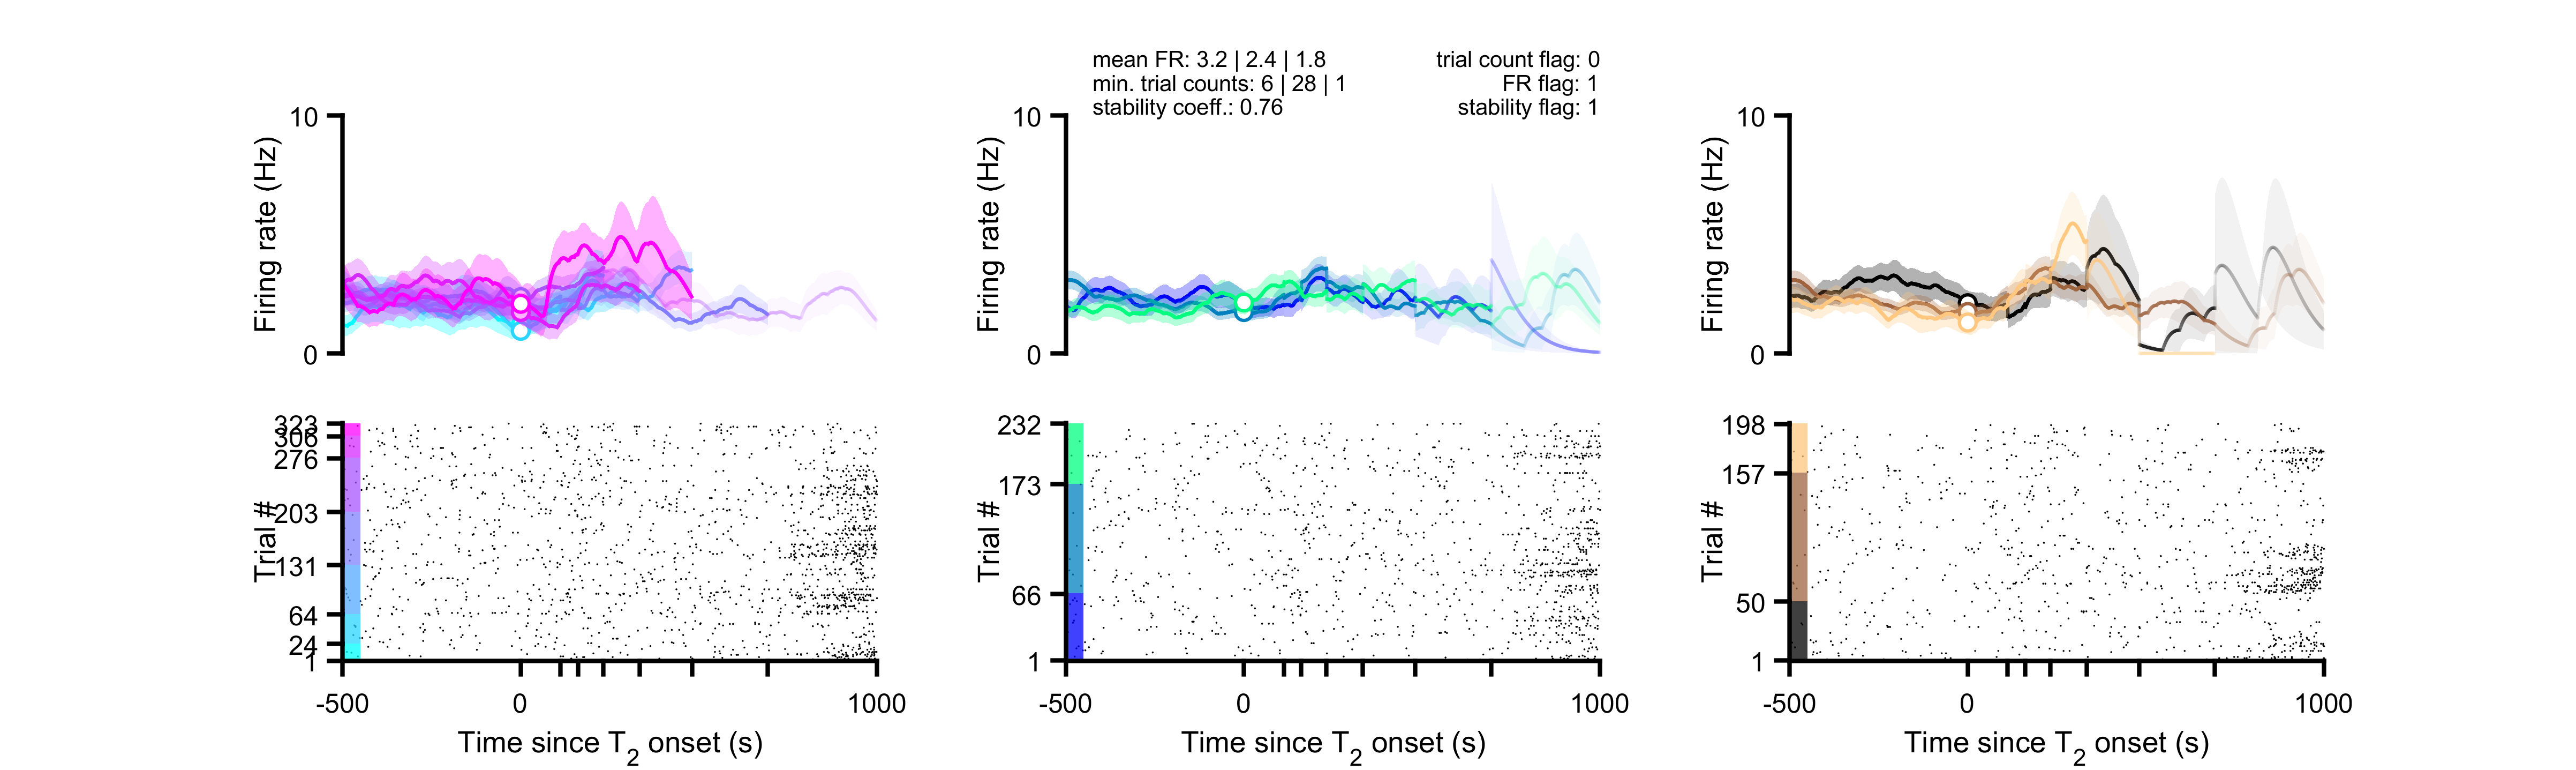 mean FR: 3.2 | 2.4 | 1.8
min. trial counts: 6 | 28 | 1
stability coeff.: 0.76
trial count flag: 0
FR flag: 1
stability flag: 1
10
0
Firing rate (Hz)
10
0
Firing rate (Hz)
10
0
Firing rate (Hz)
323
306
276
203
131
64
24
1
Trial #
-500
0
1000
Time since T2 onset (s)
232
173
66
1
Trial #
-500
0
1000
Time since T2 onset (s)
198
157
50
1
Trial #
-500
0
1000
Time since T2 onset (s)